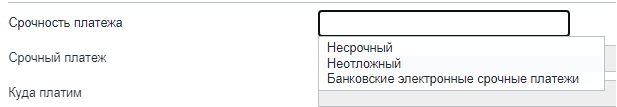 Срочность платежа
Несрочный
Неотложный
Банковские электронные срочные платежи
Срочный платеж
Куда платим